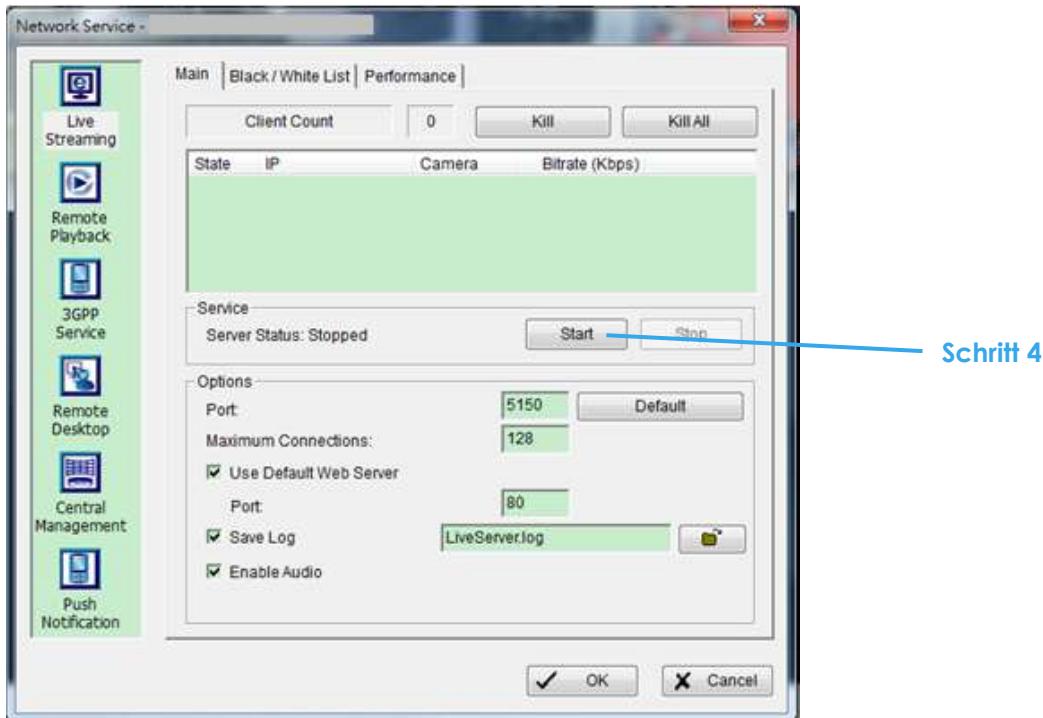 Network Service -
Live
Streaming
Remote
Playback
3GPP
Service
Remote
Desktop
Central
Management
Push
Notification
Main Black / White List Performance
Client Count 0 Kill Kill All
State IP Camera Bitrate (Kbps)
Service
Server Status: Stopped Start Stop
Schritt 4
Options
Port: 5150 Default
Maximum Connections: 128
Use Default Web Server
Port: 80
Save Log LiveServer.log
Enable Audio
OK Cancel